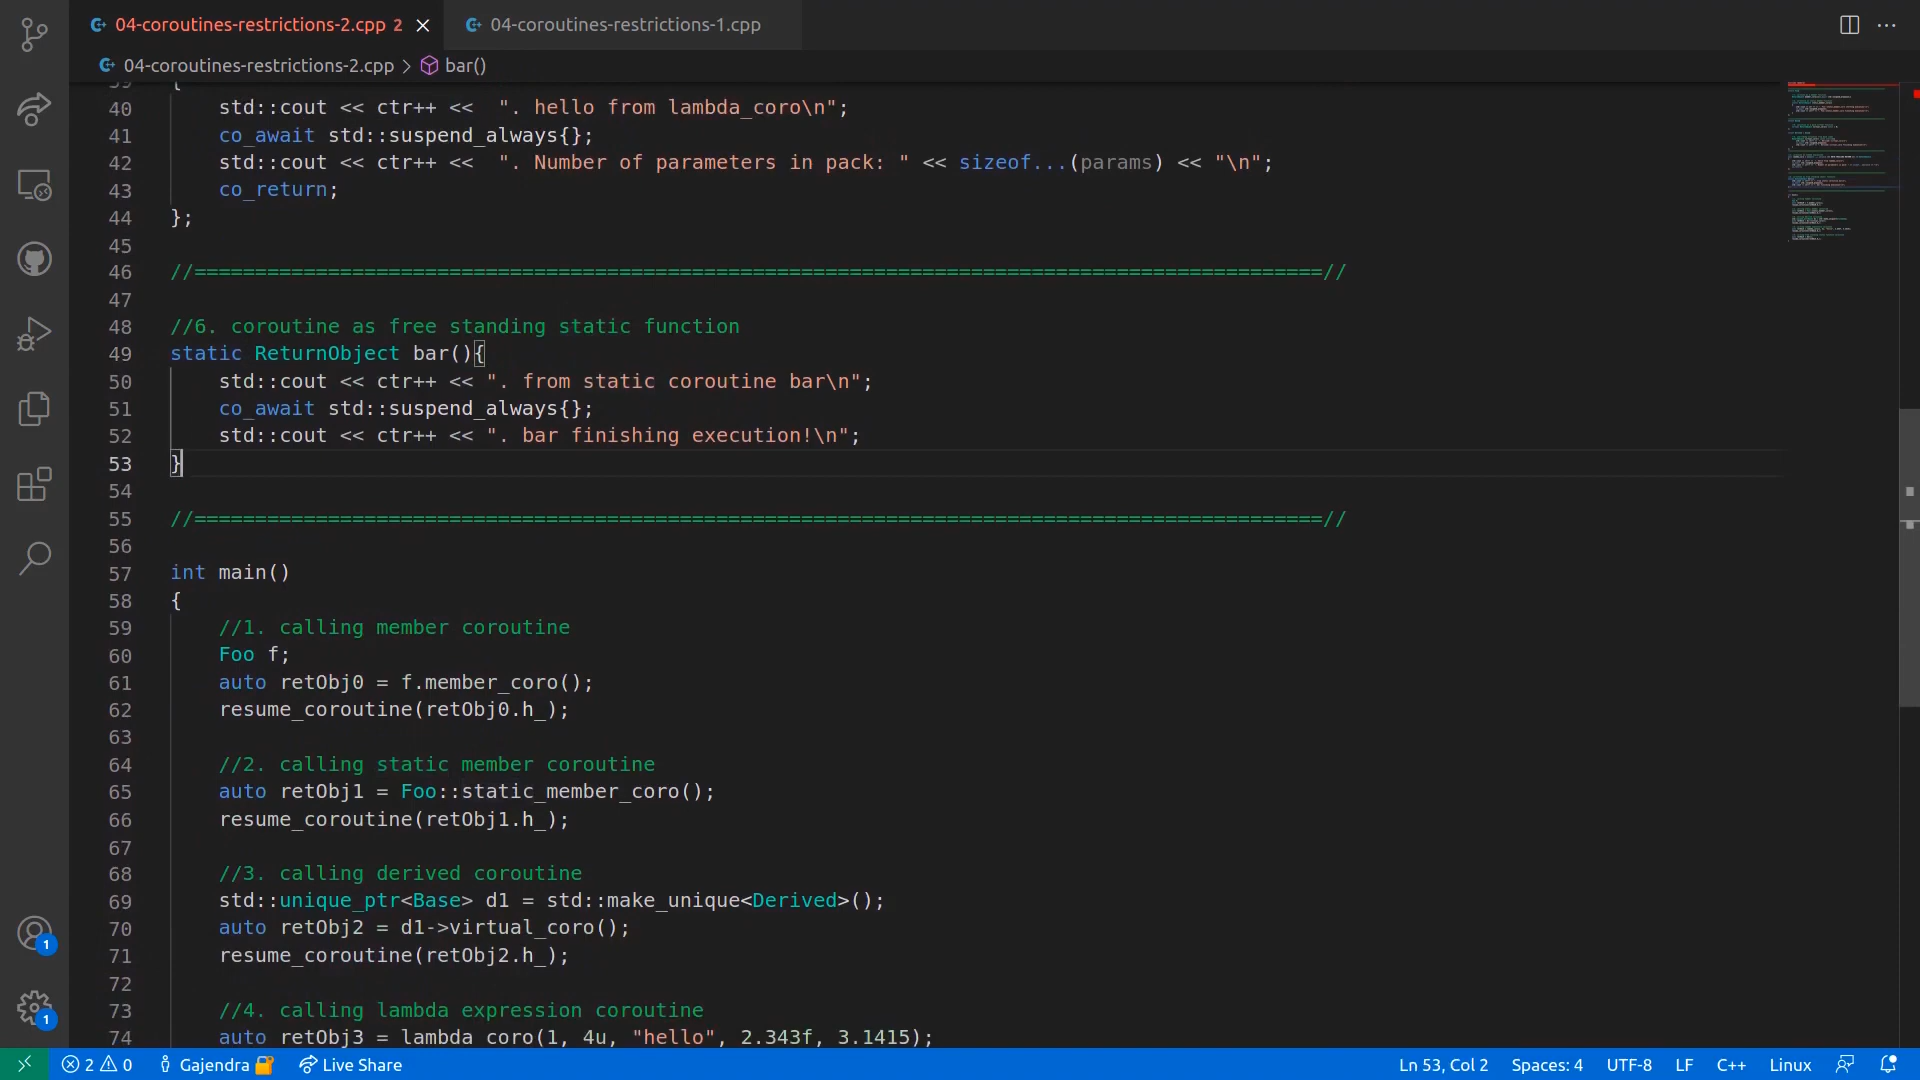 04-coroutines-restrictions-2.cpp 2
04-coroutines-restrictions-1.cpp
04-coroutines-restrictions-2.cpp > bar()
39 {
40 std::cout << ctr++ << ". hello from lambda_coro\n";
41 co_await std::suspend_always{};
42 std::cout << ctr++ << ". Number of parameters in pack: " << sizeof...(params) << "\n";
43 co_return;
44 };
45
46 //=============================================================================================//
47
48 //6. coroutine as free standing static function
49 static ReturnObject bar(){
50 std::cout << ctr++ << ". from static coroutine bar\n";
51 co_await std::suspend_always{};
52 std::cout << ctr++ << ". bar finishing execution!\n";
53 }
54
55 //=============================================================================================//
56
57 int main()
58 {
59 //1. calling member coroutine
60 Foo f;
61 auto retObj0 = f.member_coro();
62 resume_coroutine(retObj0.h_);
63
64 //2. calling static member coroutine
65 auto retObj1 = Foo::static_member_coro();
66 resume_coroutine(retObj1.h_);
67
68 //3. calling derived coroutine
69 std::unique_ptr<Base> d1 = std::make_unique<Derived>();
70 auto retObj2 = d1->virtual_coro();
71 resume_coroutine(retObj2.h_);
72
73 //4. calling lambda expression coroutine
74 auto retObj3 = lambda_coro(1, 4u, "hello", 2.343f, 3.1415);
1
1
2 0 Gajendra Live Share Ln 53, Col 2 Spaces: 4 UTF-8 LF C++ Linux